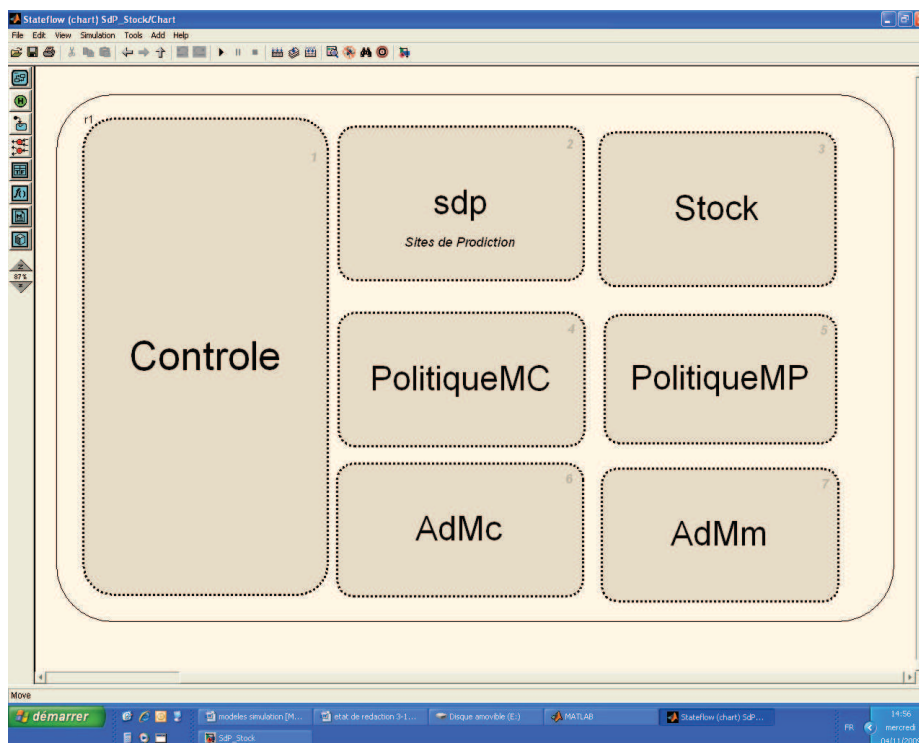 Stateflow (chart) SdP_Stock/Chart
File Edit View Simulation Tools Add Help
r1
1
Controle
2
sdp
Sites de Prodiction
3
Stock
4
PolitiqueMC
5
PolitiqueMP
6
AdMc
7
AdMm
87%
Move
démarrer
modeles simulation [M...
etat de redaction 3-1...
Disque amovible (E:)
MATLAB
Stateflow (chart) SdP...
SdP_Stock
FR
14:56
mercredi